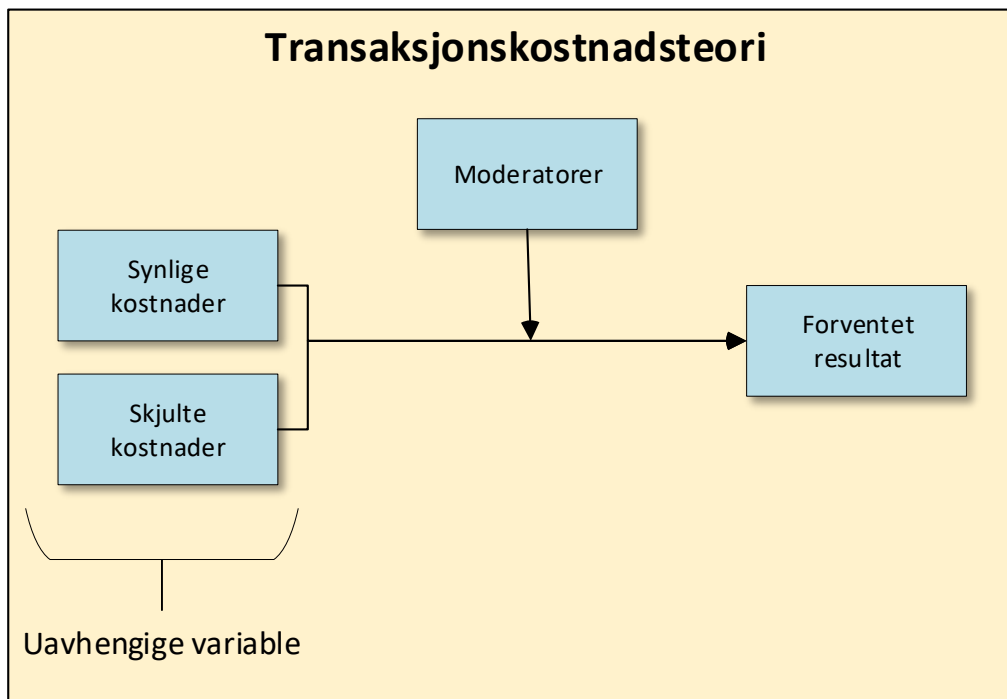 Transaksjonskostnadsteori
Moderatorer
Synlige
kostnader
Forventet
resultat
Skjulte
kostnader
Uavhengige variable